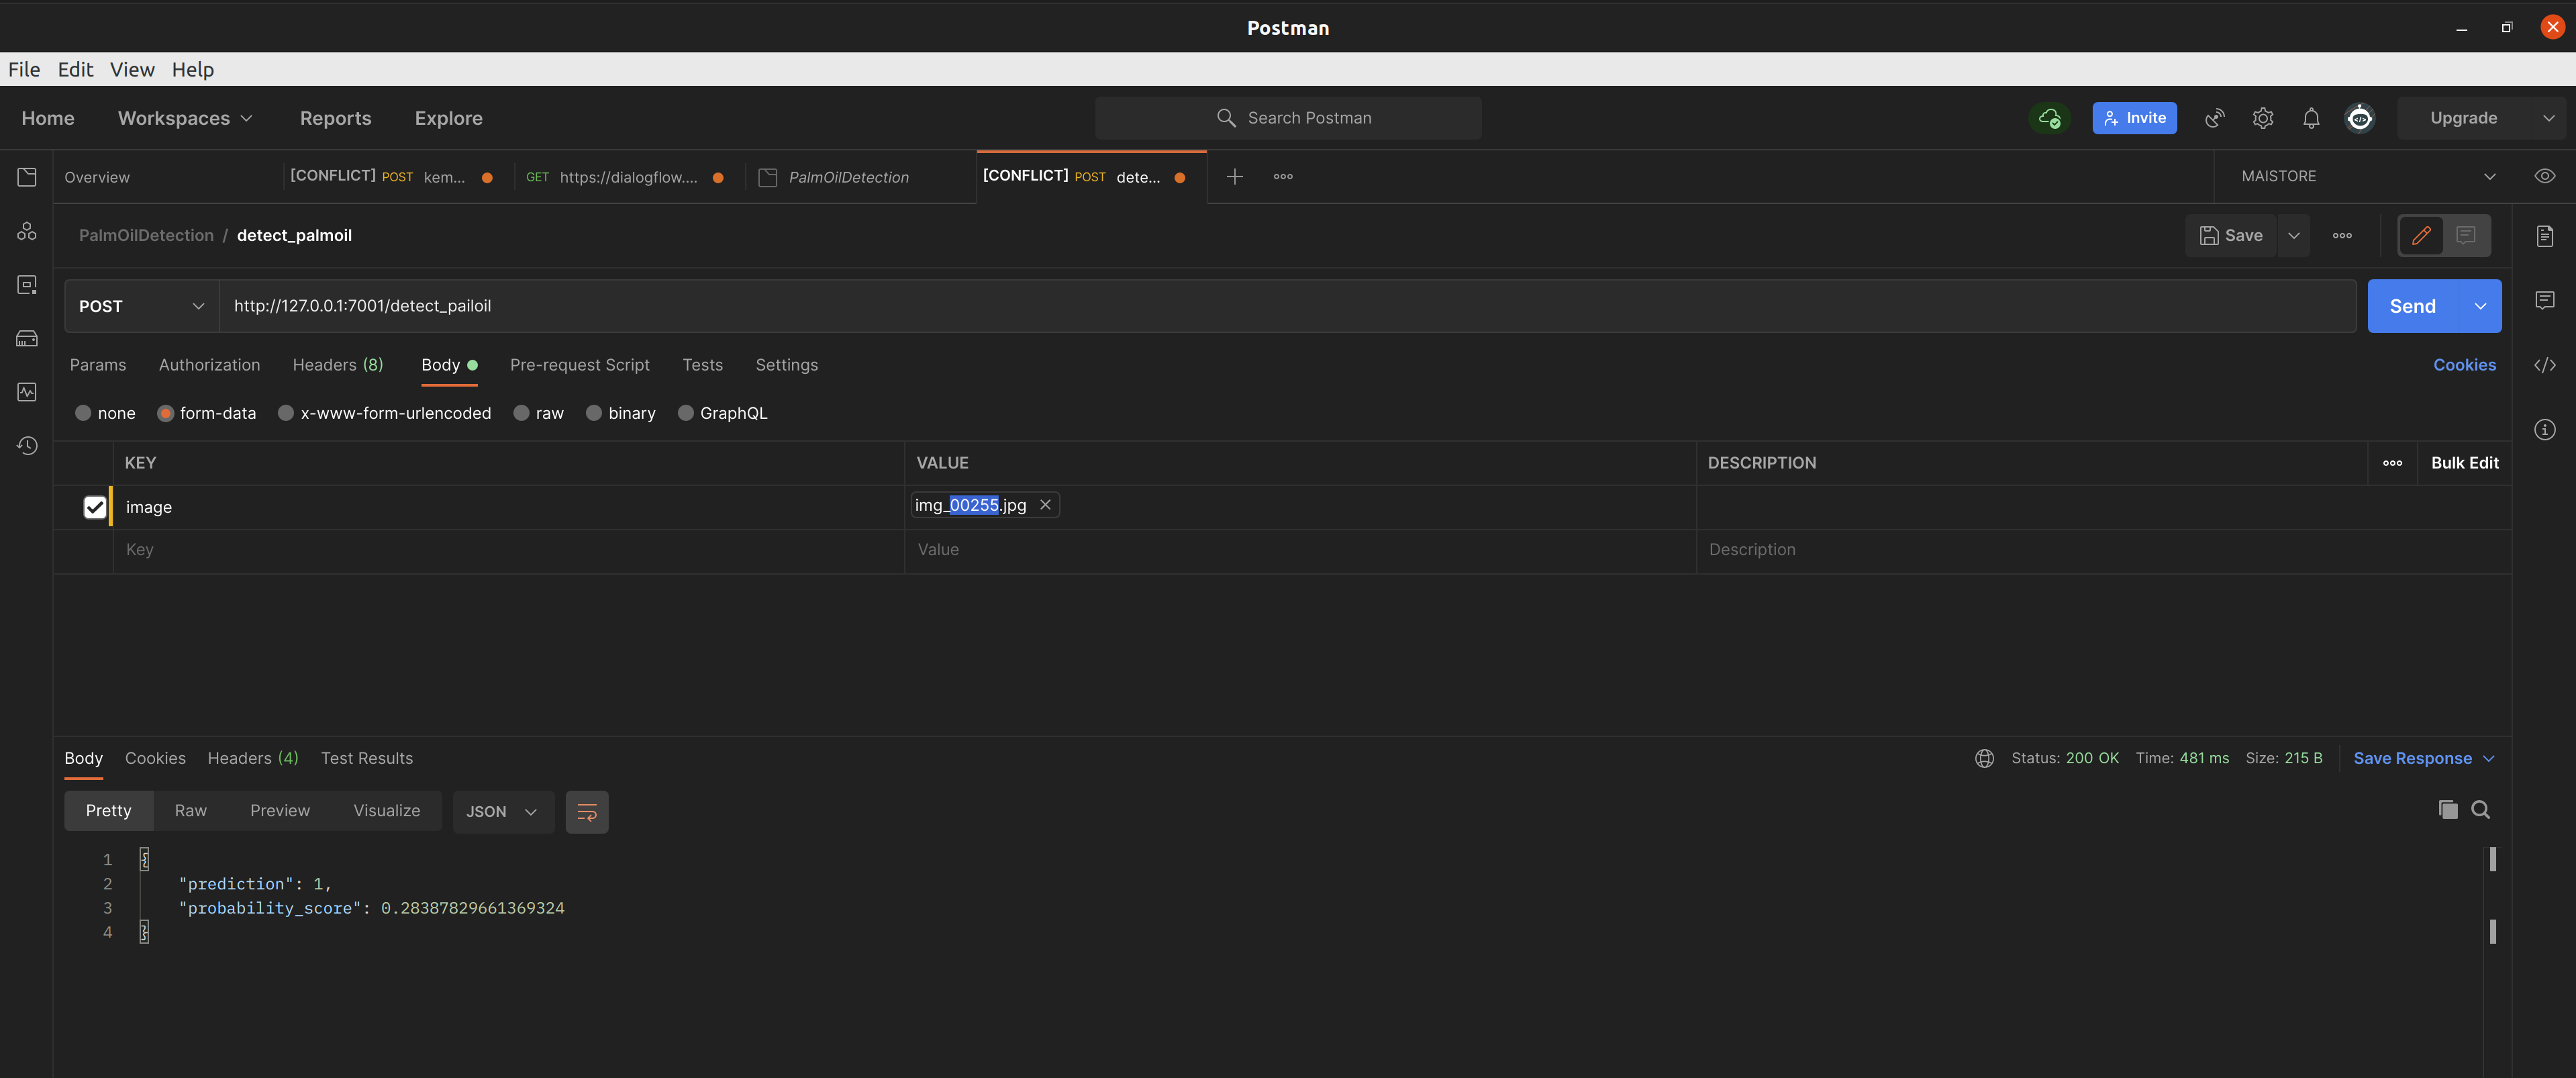 Postman
File Edit View Help
Home Workspaces Reports Explore Search Postman Invite Upgrade
Overview [CONFLICT] POST kem... GET https://dialogflow.... PalmOilDetection [CONFLICT] POST dete... MAISTORE
PalmOilDetection / detect_palmoil Save
POST http://127.0.0.1:7001/detect_pailoil Send
Params Authorization Headers (8) Body Pre-request Script Tests Settings Cookies
none form-data x-www-form-urlencoded raw binary GraphQL
KEY VALUE DESCRIPTION Bulk Edit
image img_00255.jpg
Key Value Description
Body Cookies Headers (4) Test Results Status: 200 OK Time: 481 ms Size: 215 B Save Response
Pretty Raw Preview Visualize JSON
1 {
2 "prediction": 1,
3 "probability_score": 0.28387829661369324
4 }